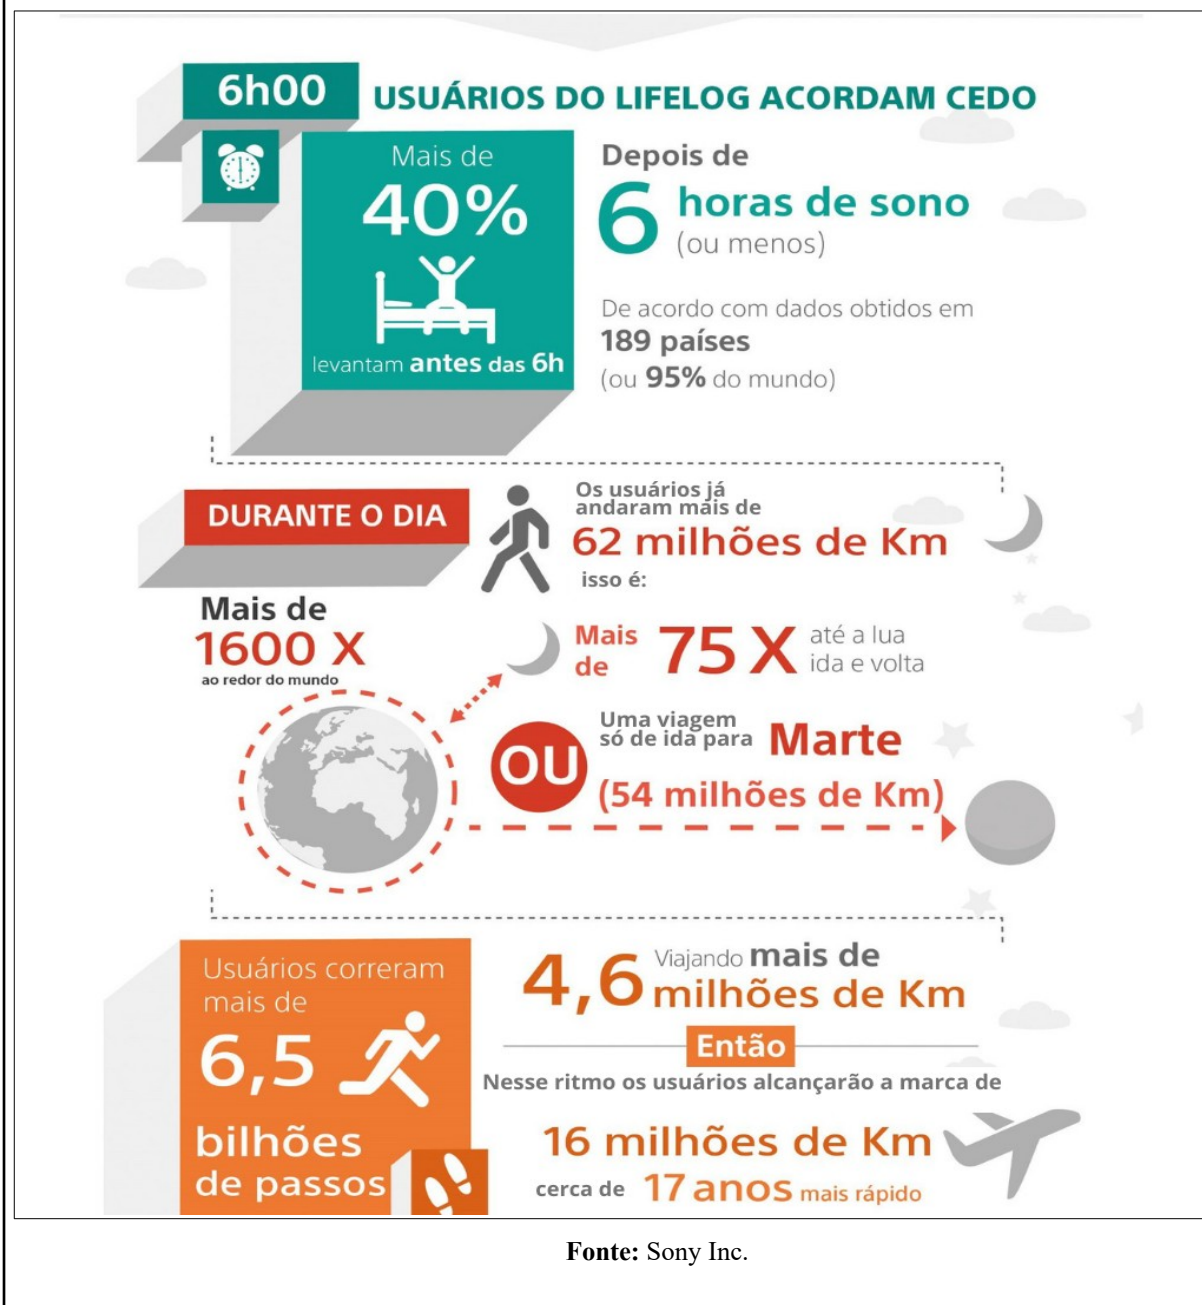 6h00
USUÁRIOS DO LIFELOG ACORDAM CEDO
Mais de
40%
levantam antes das 6h
Depois de
6 horas de sono
(ou menos)
De acordo com dados obtidos em
189 países
(ou 95% do mundo)
DURANTE O DIA
Os usuários já
andaram mais de
62 milhões de Km
isso é:
Mais de
1600 X
ao redor do mundo
Mais
de
75 X
até a lua
ida e volta
OU
Uma viagem
só de ida para
Marte
(54 milhões de Km)
Usuários correram
mais de
6,5
bilhões
de passos
4,6
Viajando mais de
milhões de Km
Então
Nesse ritmo os usuários alcançarão a marca de
16 milhões de Km
cerca de 17 anos mais rápido
Fonte: Sony Inc.